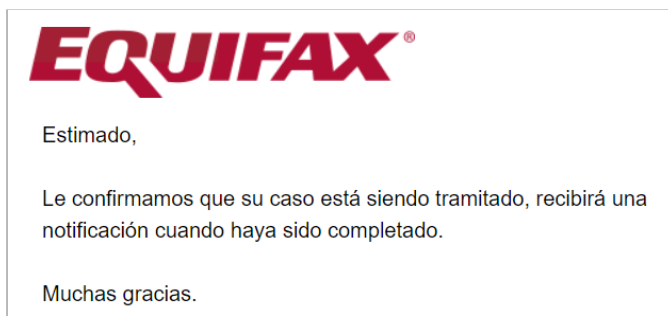 EQUIFAX®
Estimado,
Le confirmamos que su caso está siendo tramitado, recibirá una
notificación cuando haya sido completado.
Muchas gracias.